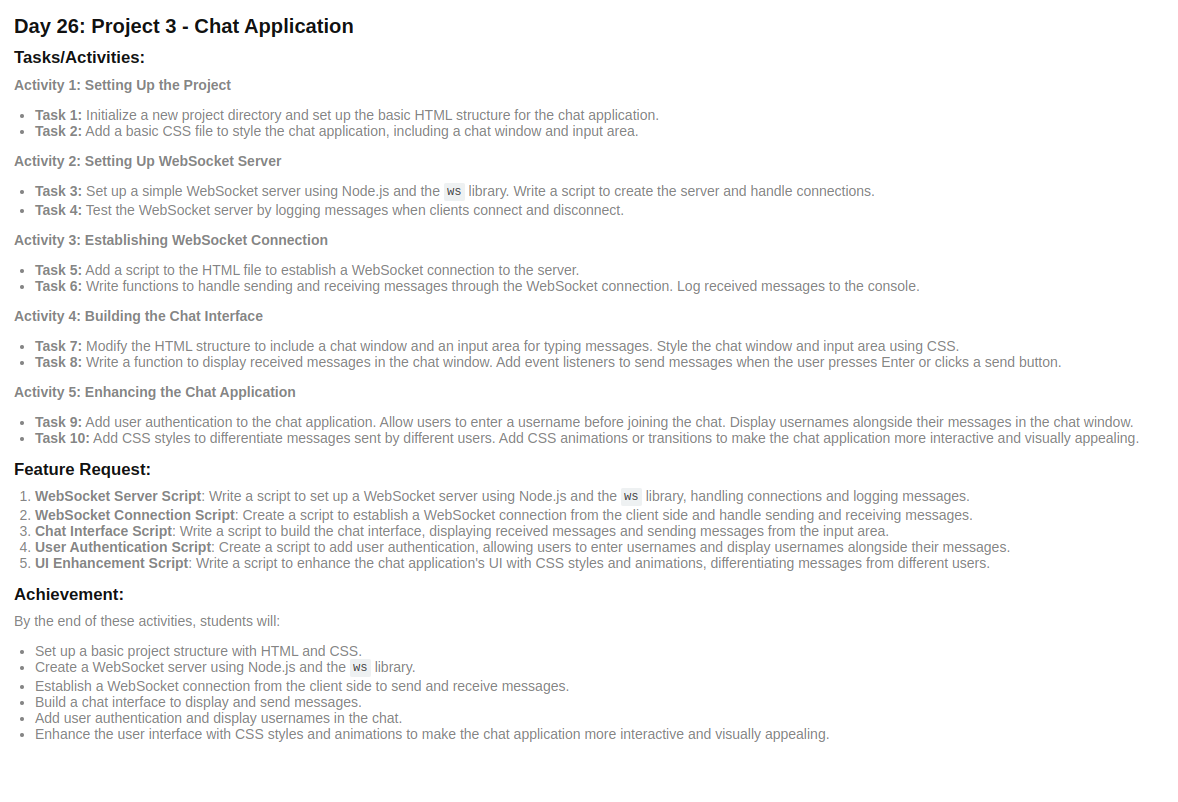 Day 26: Project 3 - Chat Application
Tasks/Activities:
Activity 1: Setting Up the Project
• Task 1: Initialize a new project directory and set up the basic HTML structure for the chat application.
• Task 2: Add a basic CSS file to style the chat application, including a chat window and input area.
Activity 2: Setting Up WebSocket Server
• Task 3: Set up a simple WebSocket server using Node.js and the ws library. Write a script to create the server and handle connections.
• Task 4: Test the WebSocket server by logging messages when clients connect and disconnect.
Activity 3: Establishing WebSocket Connection
• Task 5: Add a script to the HTML file to establish a WebSocket connection to the server.
• Task 6: Write functions to handle sending and receiving messages through the WebSocket connection. Log received messages to the console.
Activity 4: Building the Chat Interface
• Task 7: Modify the HTML structure to include a chat window and an input area for typing messages. Style the chat window and input area using CSS.
• Task 8: Write a function to display received messages in the chat window. Add event listeners to send messages when the user presses Enter or clicks a send button.
Activity 5: Enhancing the Chat Application
• Task 9: Add user authentication to the chat application. Allow users to enter a username before joining the chat. Display usernames alongside their messages in the chat window.
• Task 10: Add CSS styles to differentiate messages sent by different users. Add CSS animations or transitions to make the chat application more interactive and visually appealing.
Feature Request:
1. WebSocket Server Script: Write a script to set up a WebSocket server using Node.js and the ws library, handling connections and logging messages.
2. WebSocket Connection Script: Create a script to establish a WebSocket connection from the client side and handle sending and receiving messages.
3. Chat Interface Script: Write a script to build the chat interface, displaying received messages and sending messages from the input area.
4. User Authentication Script: Create a script to add user authentication, allowing users to enter usernames and display usernames alongside their messages.
5. UI Enhancement Script: Write a script to enhance the chat application's UI with CSS styles and animations, differentiating messages from different users.
Achievement:
By the end of these activities, students will:
• Set up a basic project structure with HTML and CSS.
• Create a WebSocket server using Node.js and the ws library.
• Establish a WebSocket connection from the client side to send and receive messages.
• Build a chat interface to display and send messages.
• Add user authentication and display usernames in the chat.
• Enhance the user interface with CSS styles and animations to make the chat application more interactive and visually appealing.